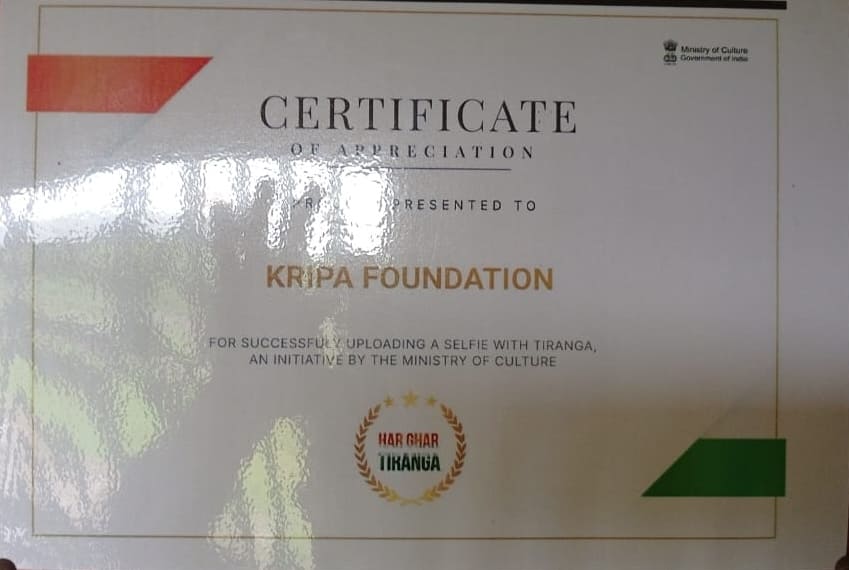 Ministry of Culture
Government of India
CERTIFICATE
OF APPRECIATION
PRESENTED TO
KRIPA FOUNDATION
FOR SUCCESSFULY UPLOADING A SELFIE WITH TIRANGA,
AN INITIATIVE BY THE MINISTRY OF CULTURE
HAR GHAR
TIRANGA